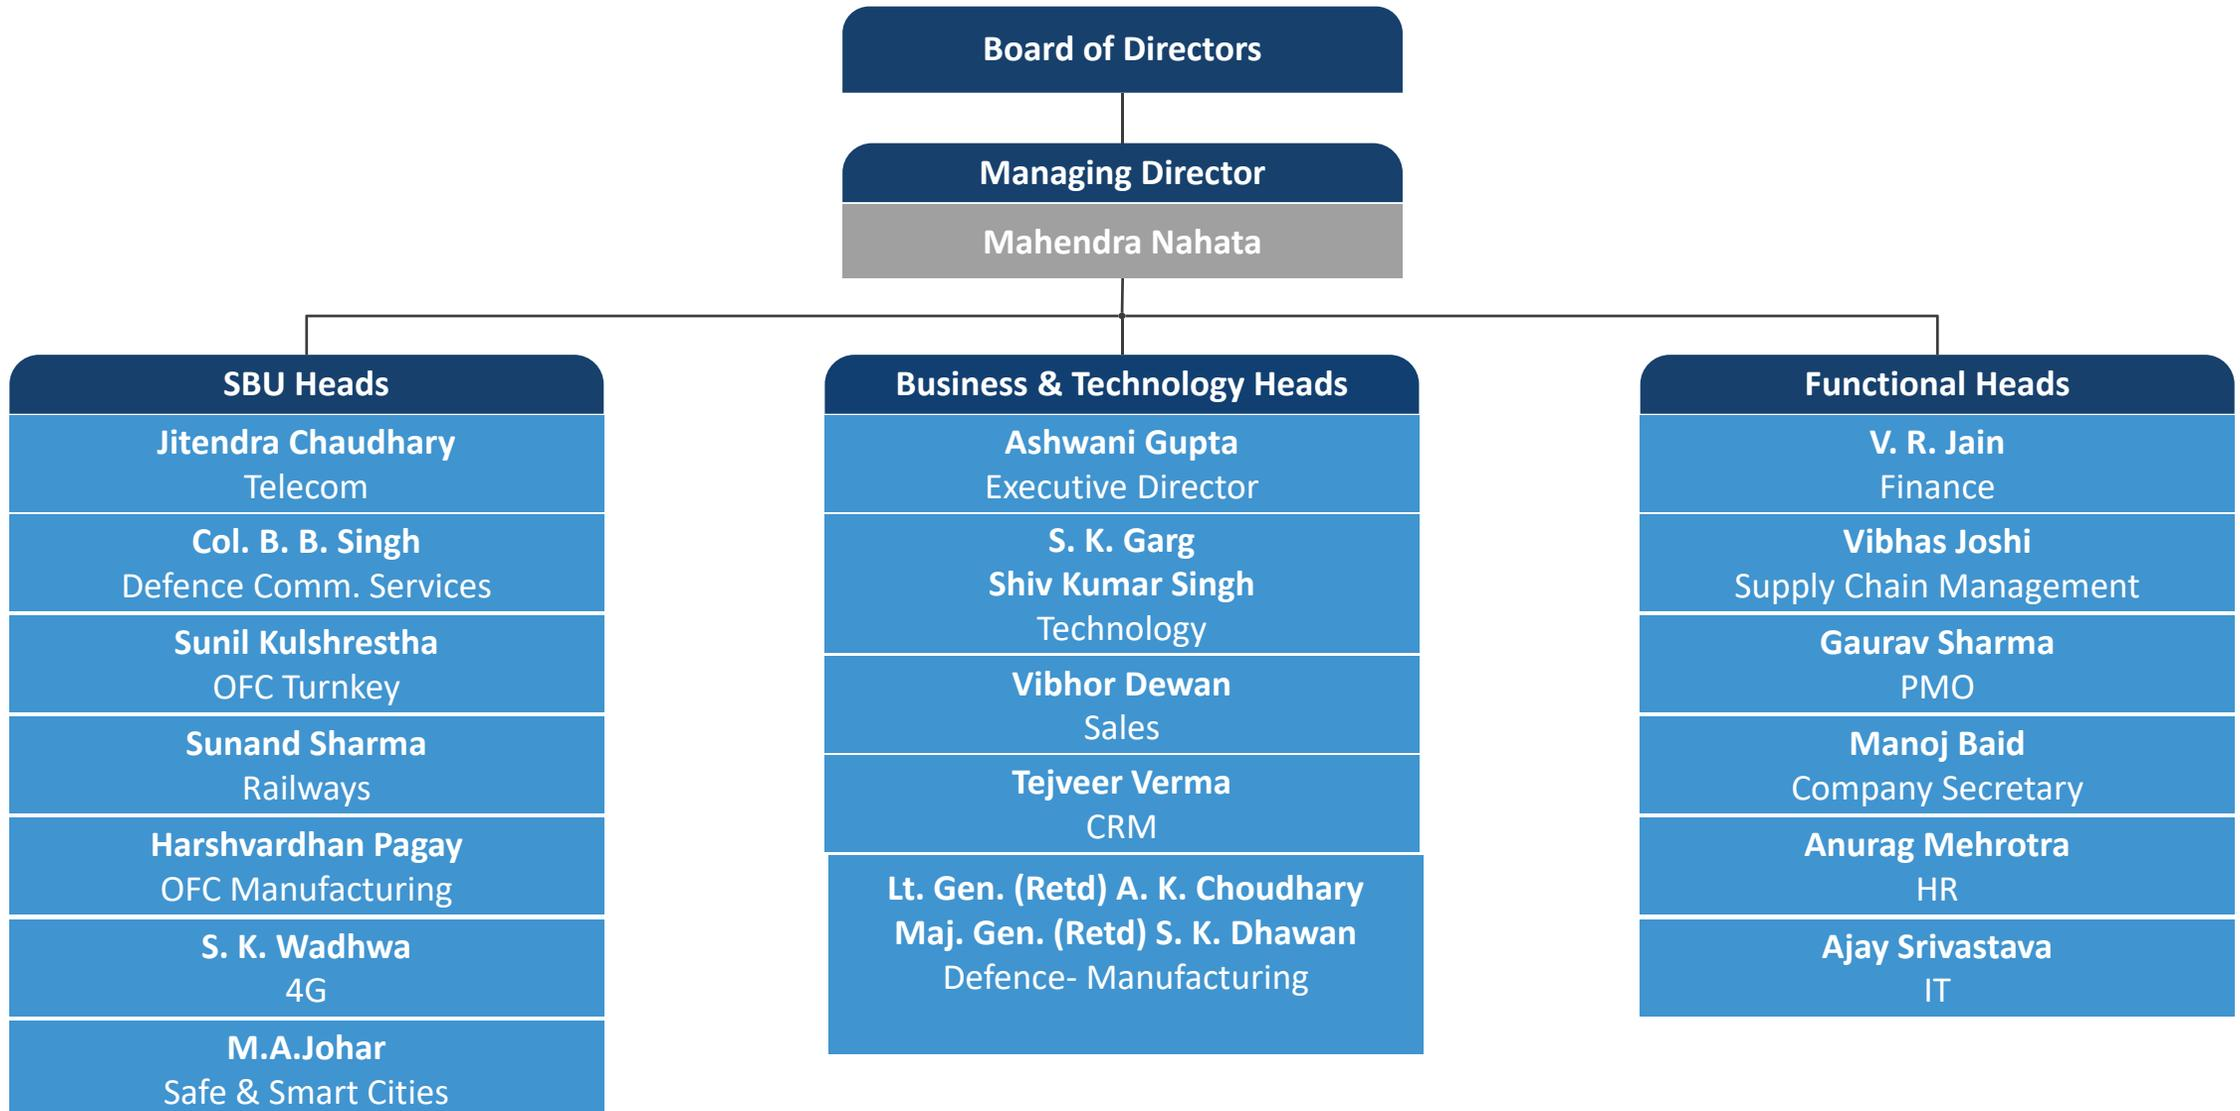 Board of Directors
Managing Director
Mahendra Nahata
SBU Heads
Jitendra Chaudhary
Telecom
Col. B. B. Singh
Defence Comm. Services
Sunil Kulshrestha
OFC Turnkey
Sunand Sharma
Railways
Harshvardhan Pagay
OFC Manufacturing
S. K. Wadhwa
4G
M.A.Johar
Safe & Smart Cities
Business & Technology Heads
Ashwani Gupta
Executive Director
S. K. Garg
Shiv Kumar Singh
Technology
Vibhor Dewan
Sales
Tejveer Verma
CRM
Lt. Gen. (Retd) A. K. Choudhary
Maj. Gen. (Retd) S. K. Dhawan
Defence- Manufacturing
Functional Heads
V. R. Jain
Finance
Vibhas Joshi
Supply Chain Management
Gaurav Sharma
PMO
Manoj Baid
Company Secretary
Anurag Mehrotra
HR
Ajay Srivastava
IT